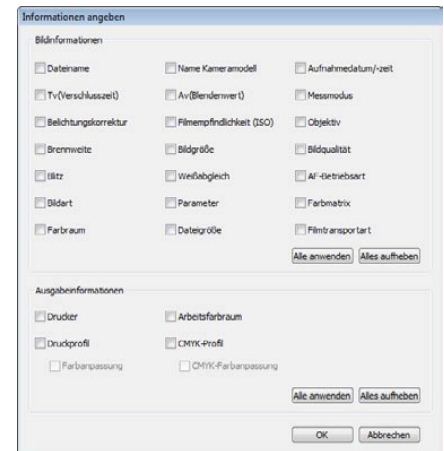 Informationen angeben
Bildinformationen
Dateiname Name Kameramodell Aufnahmedatum/-zeit
Tv(Verschlusszeit) Av(Blendenwert) Messmodus
Belichtungskorrektur Filmempfindlichkeit (ISO) Objektiv
Brennweite Bildgröße Bildqualität
Blitz Weißabgleich AF-Betriebsart
Bildart Parameter Farbmatrix
Farbraum Dateigröße Filmtransportart
Alle anwenden Alles aufheben
Ausgabeinformationen
Drucker Arbeitsfarbraum
Druckprofil CMYK-Profil
Farbanpassung CMYK-Farbanpassung
Alle anwenden Alles aufheben
OK Abbrechen